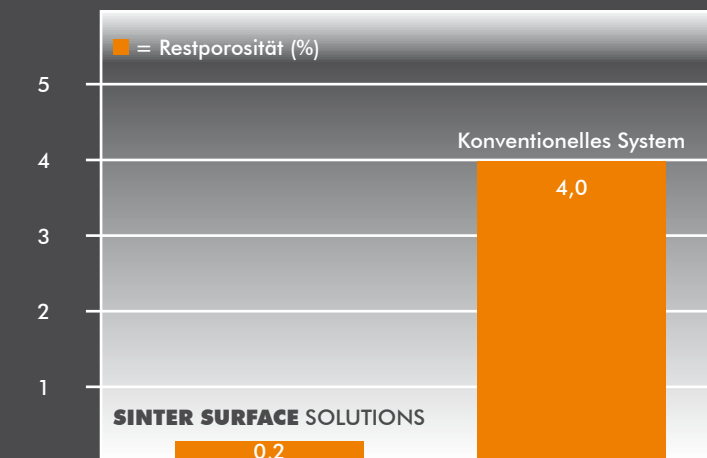 = Restporosität (%)
5
Konventionelles System
4
4,0
3
2
1
SINTER SURFACE SOLUTIONS
0,2